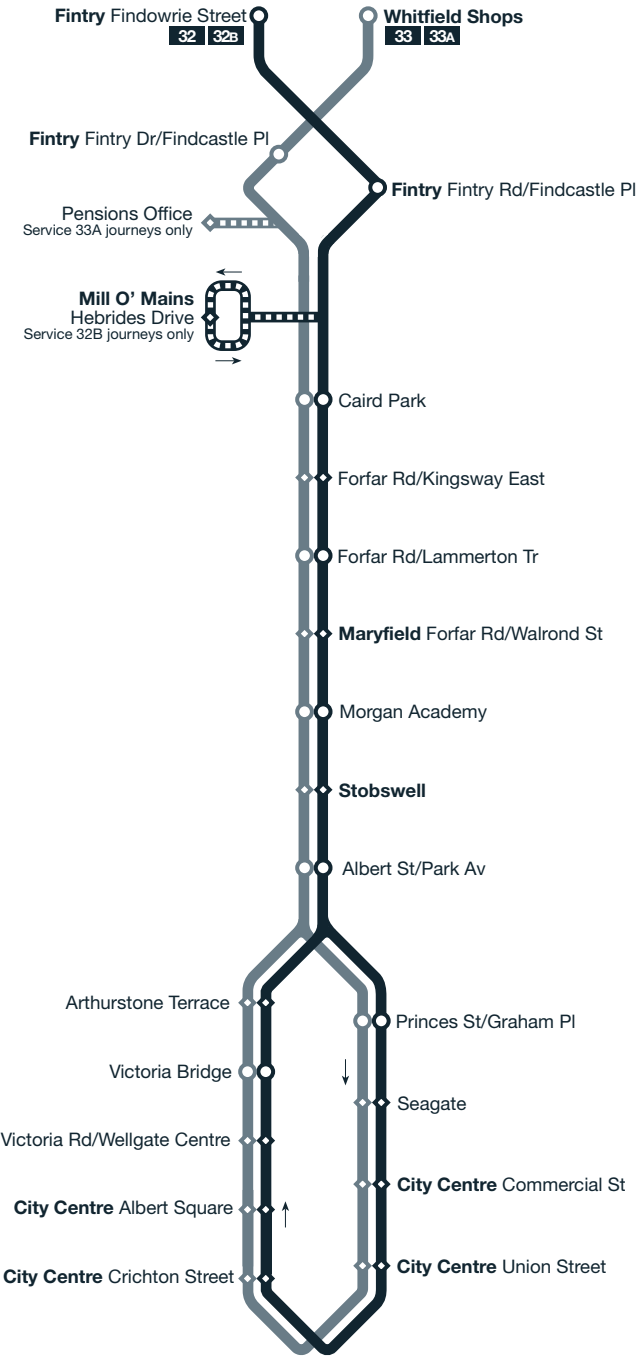 Fintry Findowrie Street
32 32B
Whitfield Shops
33 33A
Fintry Fintry Dr/Findcastle Pl
Fintry Fintry Rd/Findcastle Pl
Pensions Office
Service 33A journeys only
Mill O’ Mains
Hebrides Drive
Service 32B journeys only
Caird Park
Forfar Rd/Kingsway East
Forfar Rd/Lammerton Tr
Maryfield Forfar Rd/Walrond St
Morgan Academy
Stobswell
Albert St/Park Av
Arthurstone Terrace
Princes St/Graham Pl
Victoria Bridge
Seagate
Victoria Rd/Wellgate Centre
City Centre Commercial St
City Centre Albert Square
City Centre Union Street
City Centre Crichton Street